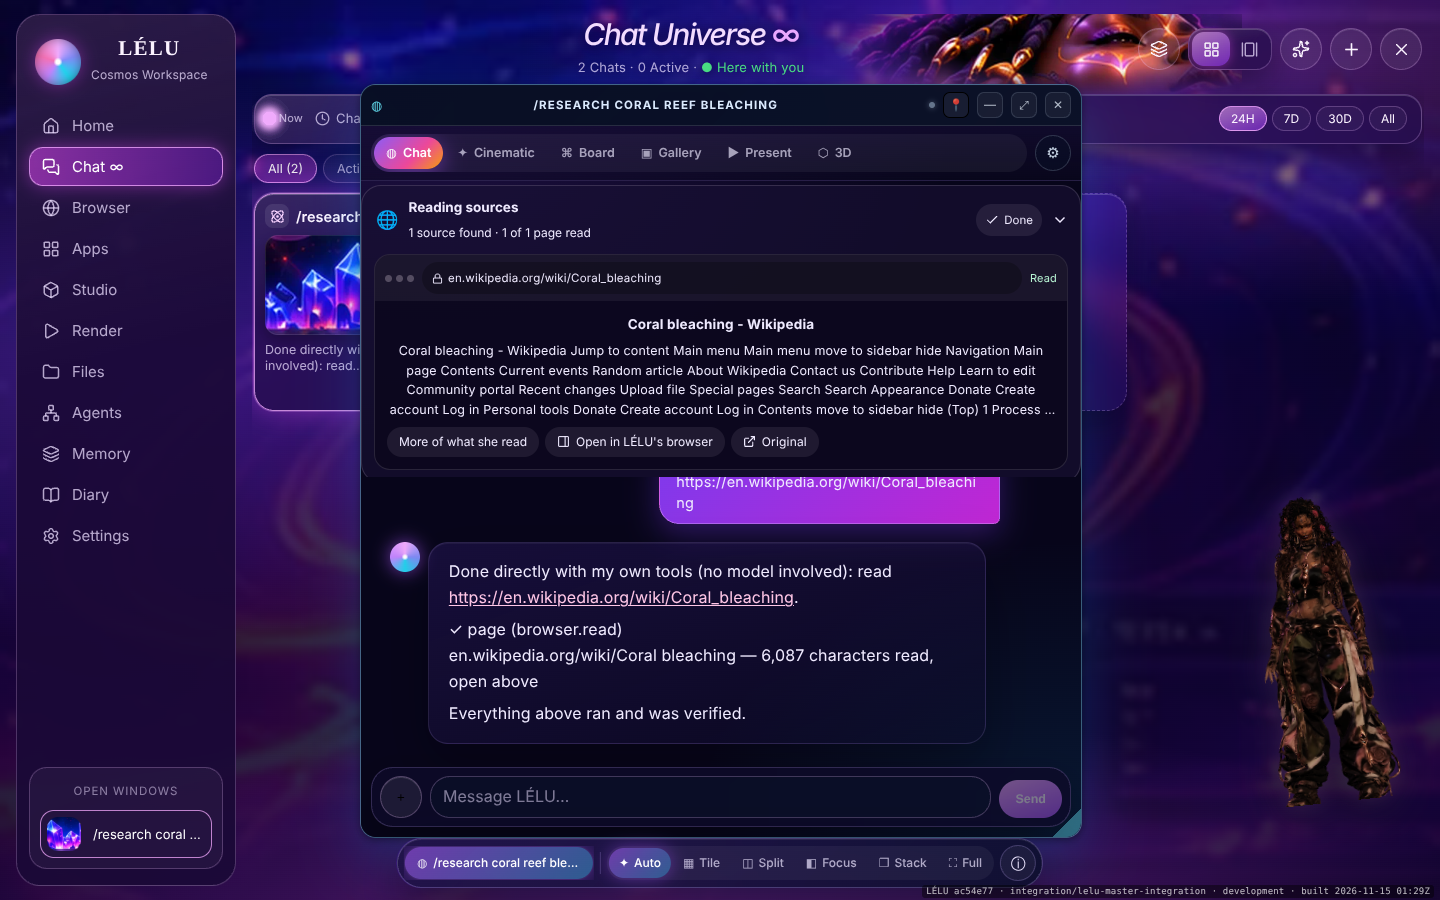 LÉLU
Cosmos Workspace
Home
Chat ∞
Browser
Apps
Studio
Render
Files
Agents
Memory
Diary
Settings
OPEN WINDOWS
/research coral ...
Chat Universe ∞
2 Chats · 0 Active · Here with you
Now
Cha
24H
7D
30D
All
All (2)
Acti
/research
Done directly wi
involved): read...
/RESEARCH CORAL REEF BLEACHING
Chat
Cinematic
Board
Gallery
Present
3D
Reading sources
1 source found · 1 of 1 page read
Done
en.wikipedia.org/wiki/Coral_bleaching
Read
Coral bleaching - Wikipedia
Coral bleaching - Wikipedia Jump to content Main menu Main menu move to sidebar hide Navigation Main
page Contents Current events Random article About Wikipedia Contact us Contribute Help Learn to edit
Community portal Recent changes Upload file Special pages Search Search Appearance Donate Create
account Log in Personal tools Donate Create account Log in Contents move to sidebar hide (Top) 1 Process ...
More of what she read
Open in LÉLU's browser
Original
https://en.wikipedia.org/wiki/Coral_bleachi
ng
Done directly with my own tools (no model involved): read
https://en.wikipedia.org/wiki/Coral_bleaching.
✓ page (browser.read)
en.wikipedia.org/wiki/Coral bleaching — 6,087 characters read,
open above
Everything above ran and was verified.
Message LÉLU...
Send
/research coral reef ble...
Auto
Tile
Split
Focus
Stack
Full
LÉLU ac54e77 · integration/lelu-master-integration · development · built 2026-11-15 01:29Z